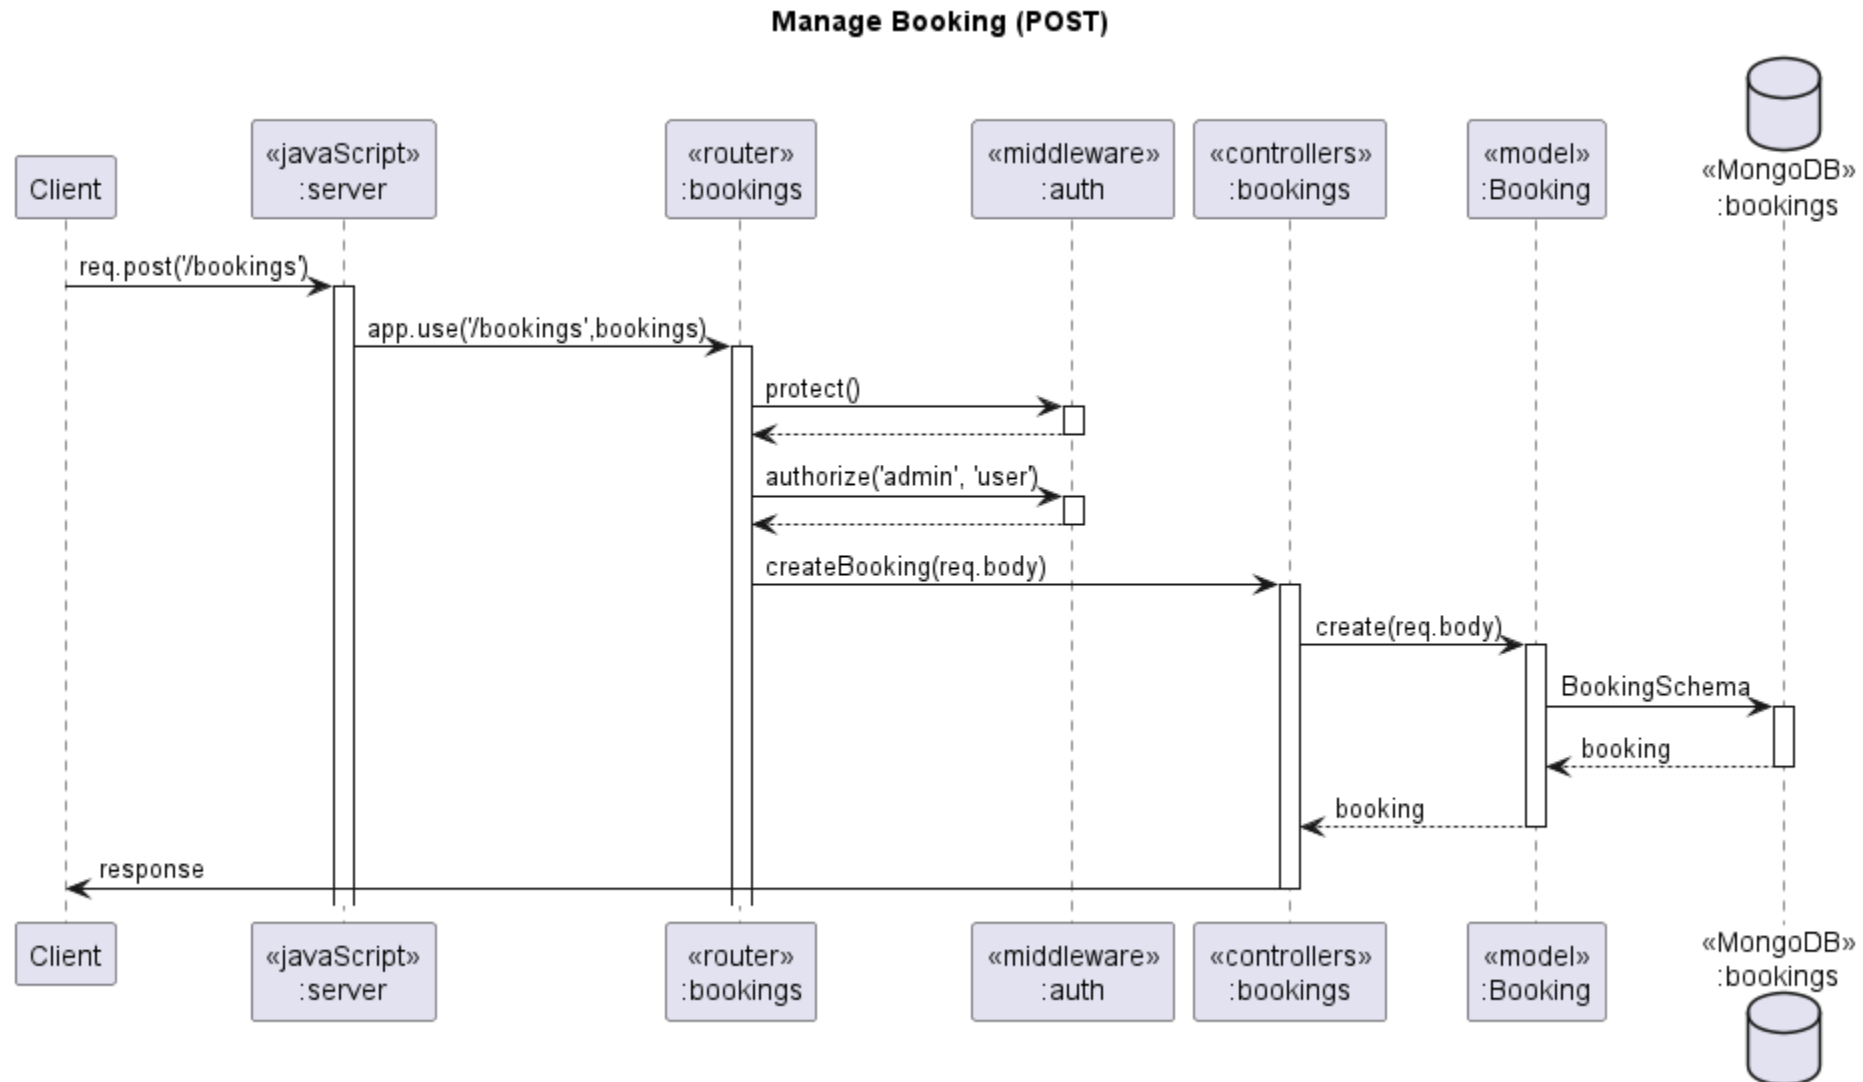 Manage Booking (POST)
Client
«javaScript»
:server
«router»
:bookings
«middleware»
:auth
«controllers»
:bookings
«model»
:Booking
«MongoDB»
:bookings
req.post('/bookings')
app.use('/bookings',bookings)
protect()
authorize('admin', 'user')
createBooking(req.body)
create(req.body)
BookingSchema
booking
booking
response
Client
«javaScript»
:server
«router»
:bookings
«middleware»
:auth
«controllers»
:bookings
«model»
:Booking
«MongoDB»
:bookings